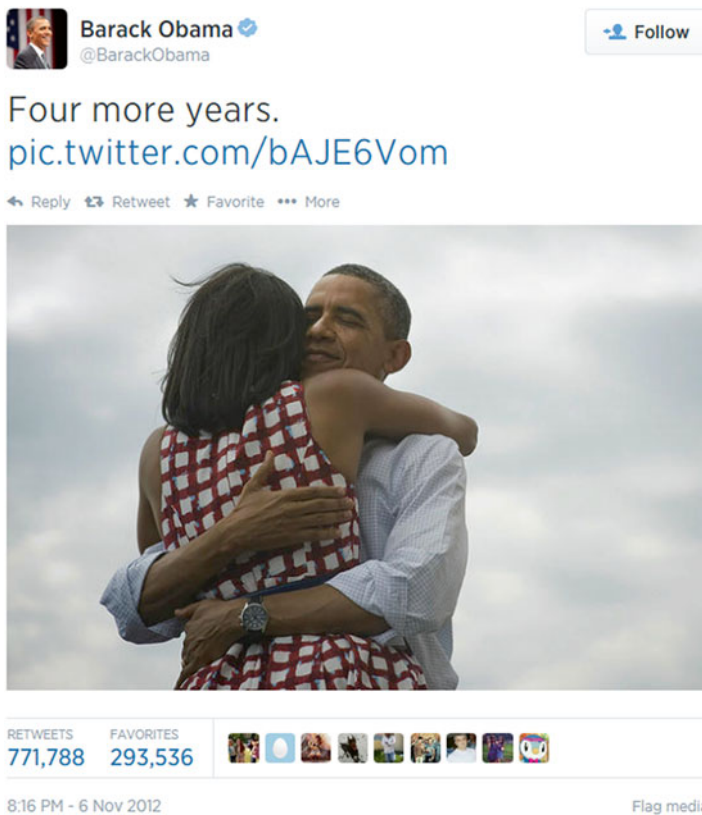 Barack Obama
@BarackObama
Follow
Four more years.
pic.twitter.com/bAJE6Vom
Reply Retweet Favorite More
RETWEETS FAVORITES
771,788 293,536
8:16 PM - 6 Nov 2012 Flag media